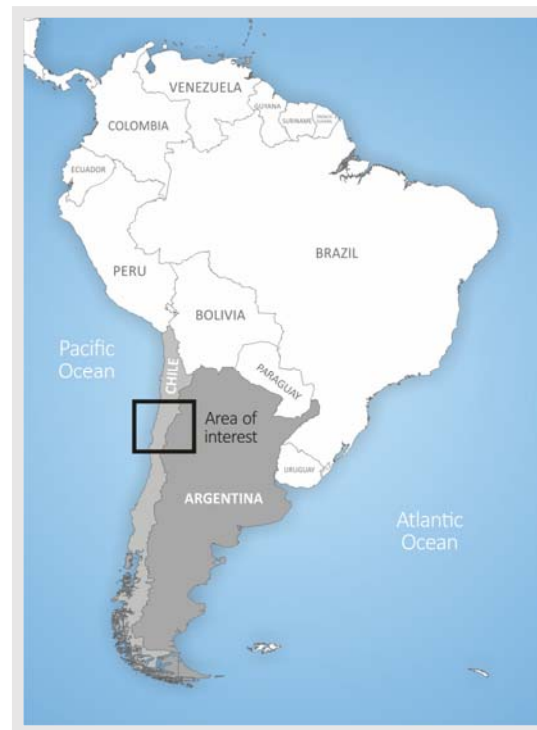 VENEZUELA
GUYANA
COLOMBIA
SURINAME
ECUADOR
BRAZIL
PERU
BOLIVIA
Pacific
Ocean
CHILE
PARAGUAY
Area of
interest
URUGUAY
ARGENTINA
Atlantic
Ocean